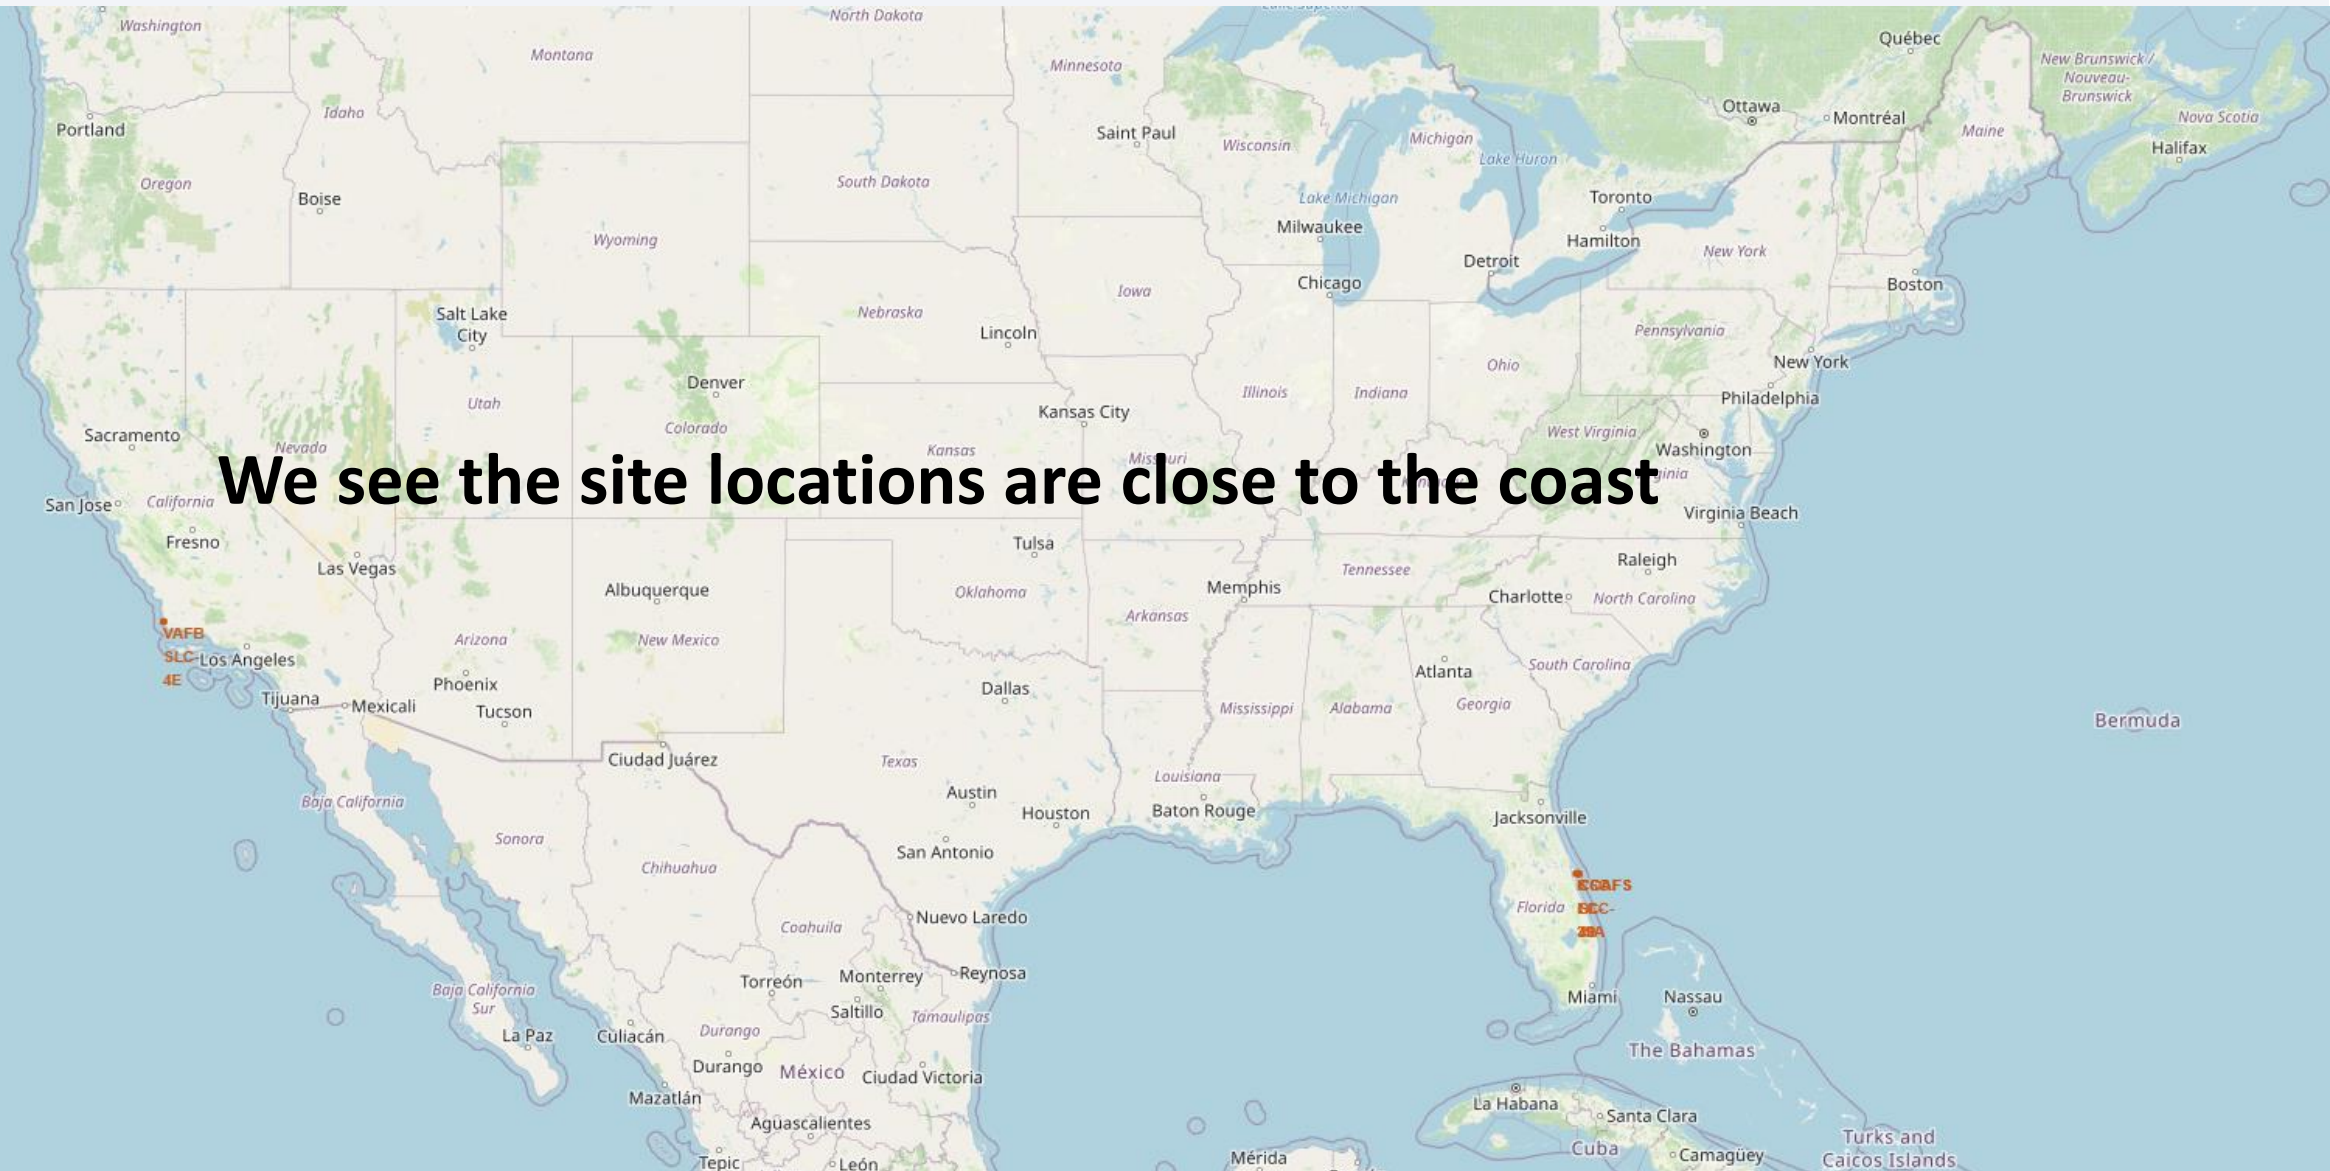 Washington
North Dakota
Montana
Minnesota
Québec
New Brunswick /
Nouveau-
Brunswick
Idaho
Portland
Ottawa
Montréal
Nova Scotia
Saint Paul
Wisconsin
Michigan
Lake Huron
Maine
Halifax
Oregon
South Dakota
Boise
Lake Michigan
Toronto
Milwaukee
Wyoming
Hamilton
New York
Detroit
Chicago
Iowa
Boston
Salt Lake
City
Nebraska
Lincoln
Pennsylvania
New York
Ohio
Denver
Illinois
Indiana
Philadelphia
Utah
Kansas City
Colorado
Sacramento
Nevada
Kansas
West Virginia
Washington
Missouri
We see the site locations are close to the coast
San Jose
California
Virginia Beach
Fresno
Tulsa
Las Vegas
Raleigh
Tennessee
Albuquerque
Oklahoma
Memphis
Charlotte
North Carolina
Arkansas
VAFB
SLC-
4E
Los Angeles
Arizona
New Mexico
Atlanta
South Carolina
Phoenix
Dallas
Tijuana
Mexicali
Tucson
Mississippi
Alabama
Georgia
Bermuda
Ciudad Juárez
Texas
Louisiana
Austin
Baja California
Houston
Baton Rouge
Jacksonville
Sonora
San Antonio
Chihuahua
Florida
Nuevo Laredo
Coahuila
Torreón
Monterrey
Reynosa
Baja California
Sur
Saltillo
Tamaulipas
Miami
Nassau
La Paz
Culiacán
Durango
The Bahamas
Durango
México
Ciudad Victoria
Mazatlán
La Habana
Santa Clara
Aguascalientes
Cuba
Turks and
Caicos Islands
Tepic
León
Mérida
Camagüey